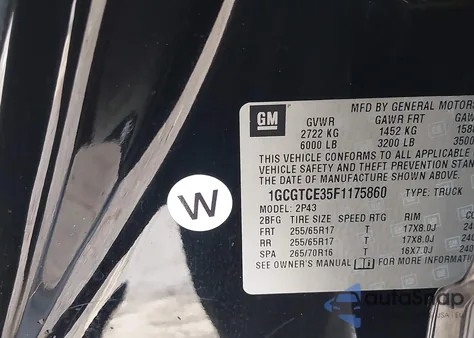 GM
MFD BY GENERAL MOTORS
GVWR GAWR FRT
2722 KG 1452 KG
6000 LB 3200 LB 3500
THIS VEHICLE CONFORMS TO ALL APPLICABLE
VEHICLE SAFETY AND THEFT PREVENTION
DATE OF MANUFACTURE SHOWN ABOVE.
1GCGTCE35F1175860 TYPE: TRUCK
MODEL: 2P43
2BFG TIRE SIZE SPEED RTG RIM
FRT 255/65R17 T 17X8.0J
RR 255/65R17 T 17X8.0J
SPA 265/70R16 T 16X7.0J
SEE OWNER'S MANUAL FOR MORE INFORMATION
W
autoSnap
USA | EU